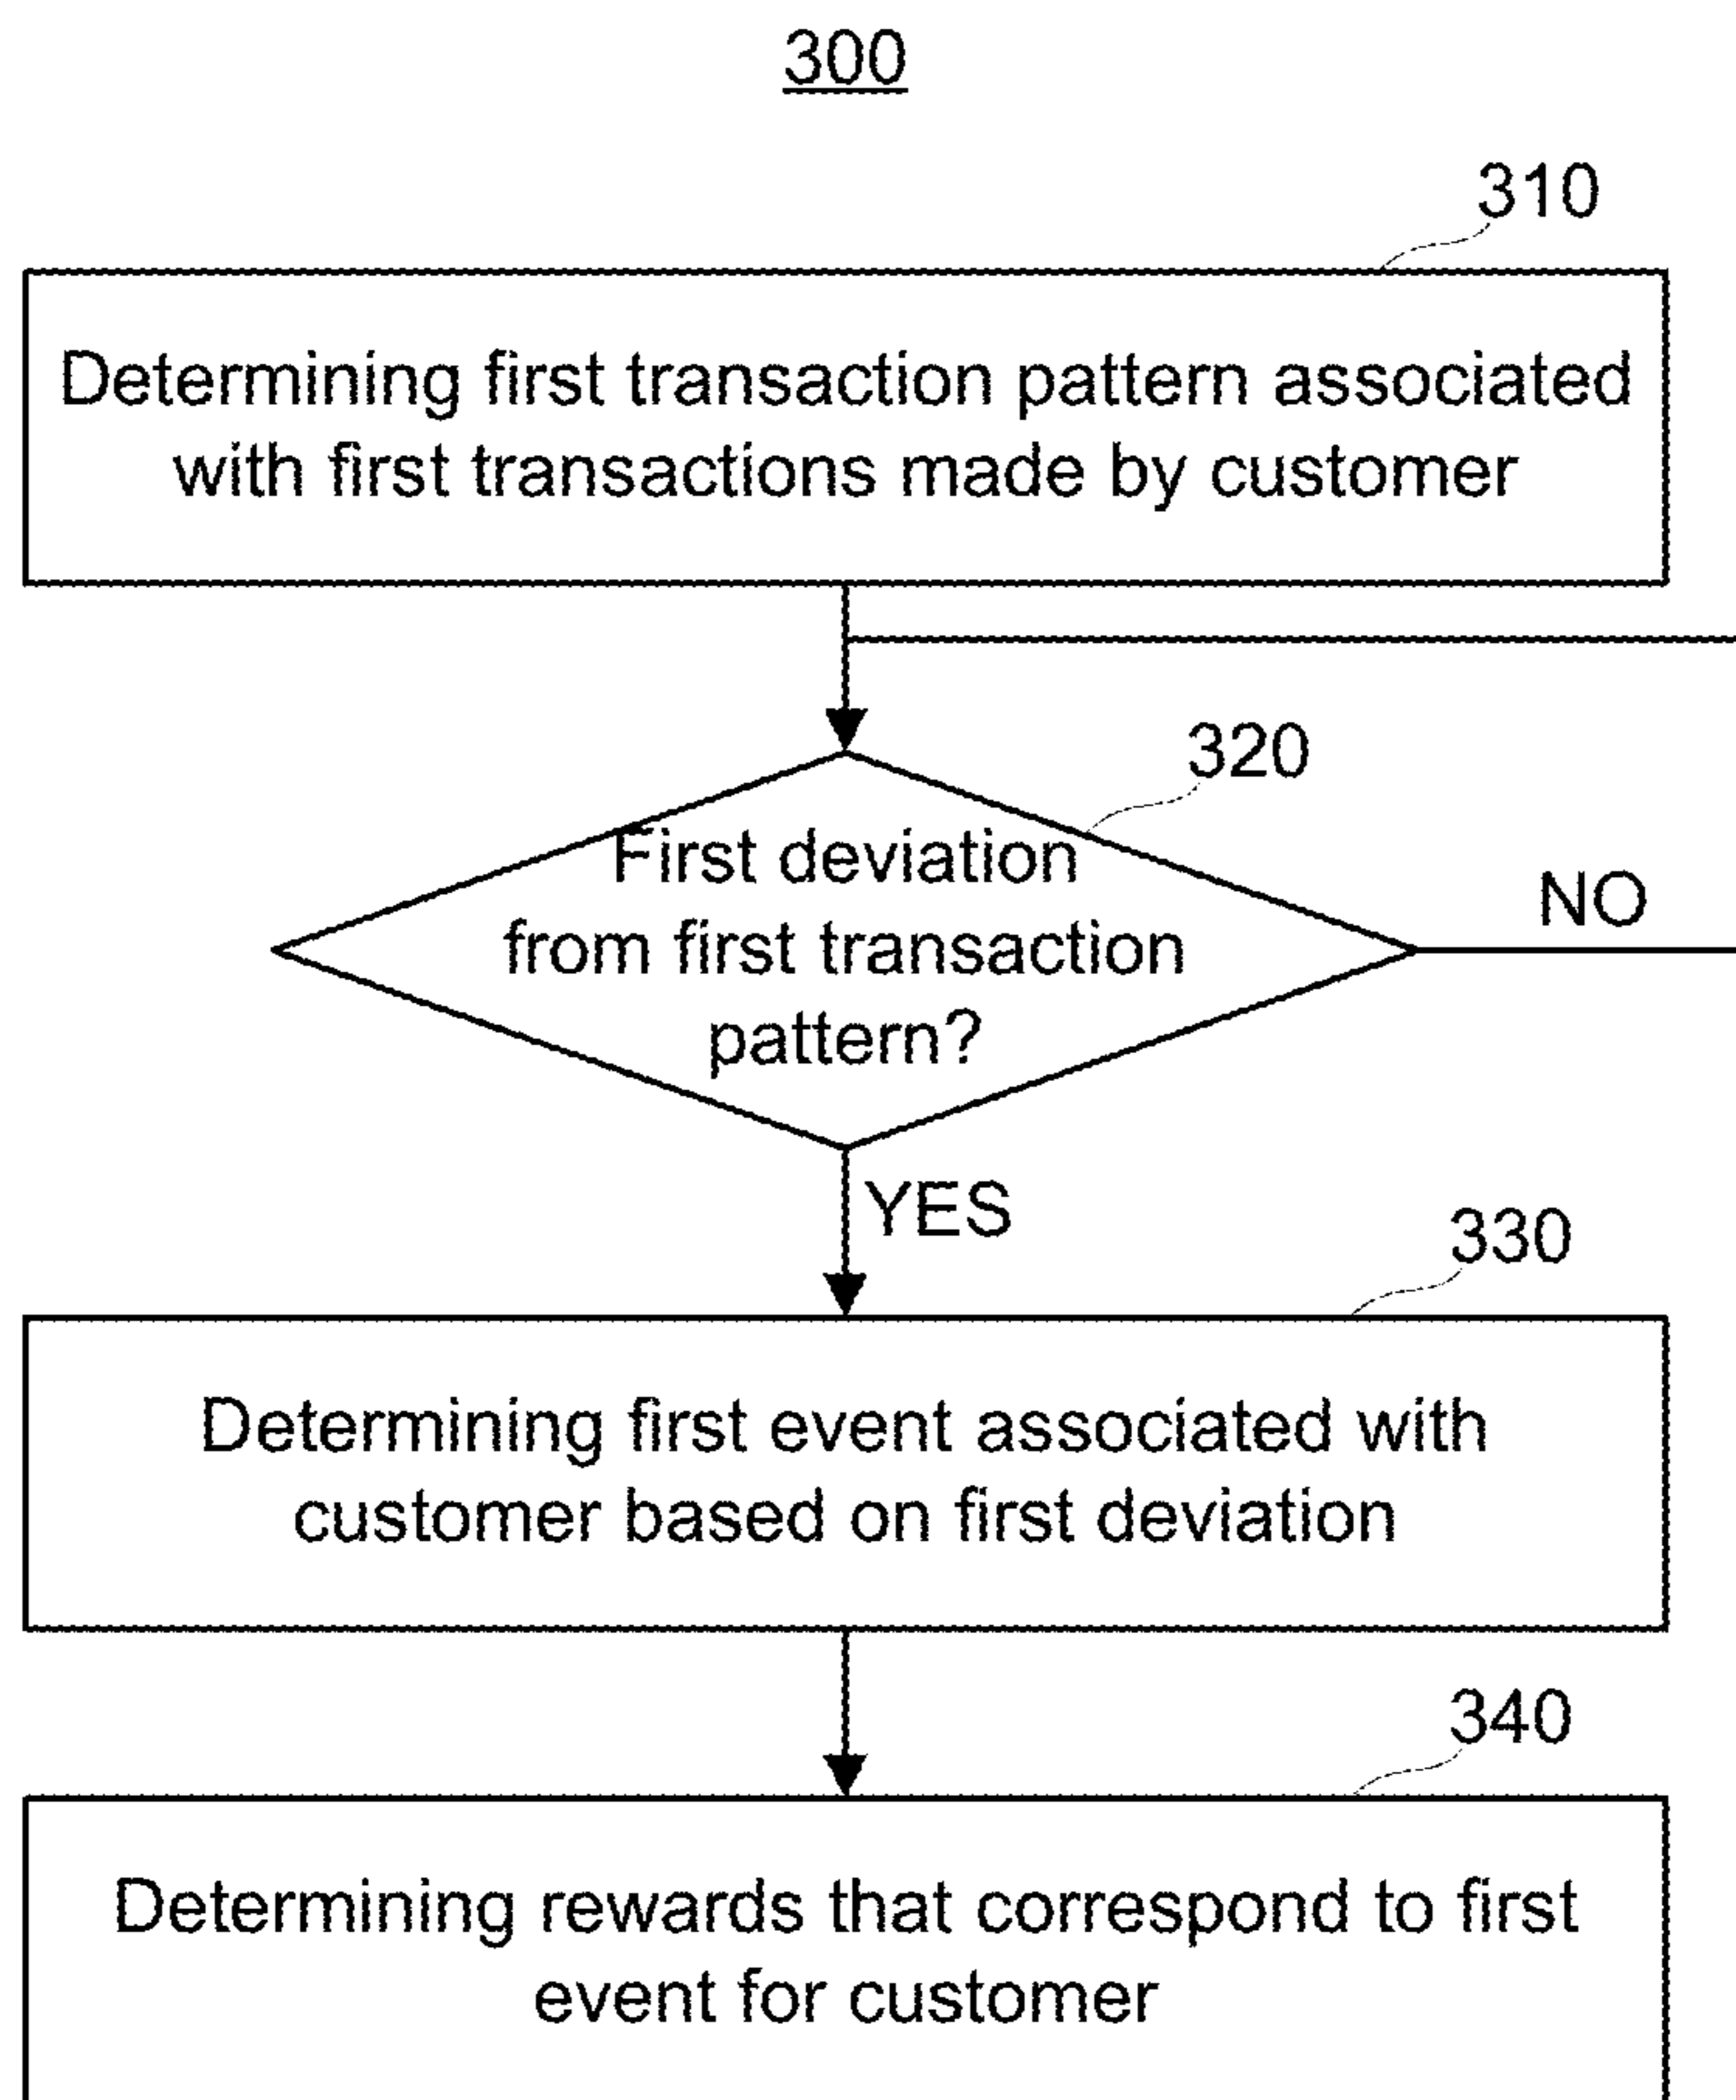 300
310
Determining first transaction pattern associated
with first transactions made by customer
320
First deviation
from first transaction
pattern?
NO
YES
330
Determining first event associated with
customer based on first deviation
340
Determining rewards that correspond to first
event for customer